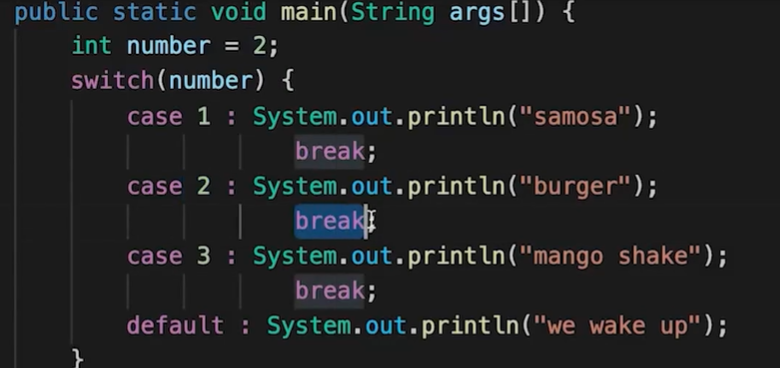 public static void main(String args[]) {
int number = 2;
switch(number) {
case 1 : System.out.println("samosa");
break;
case 2 : System.out.println("burger");
break;
case 3 : System.out.println("mango shake");
break;
default : System.out.println("we wake up");
}